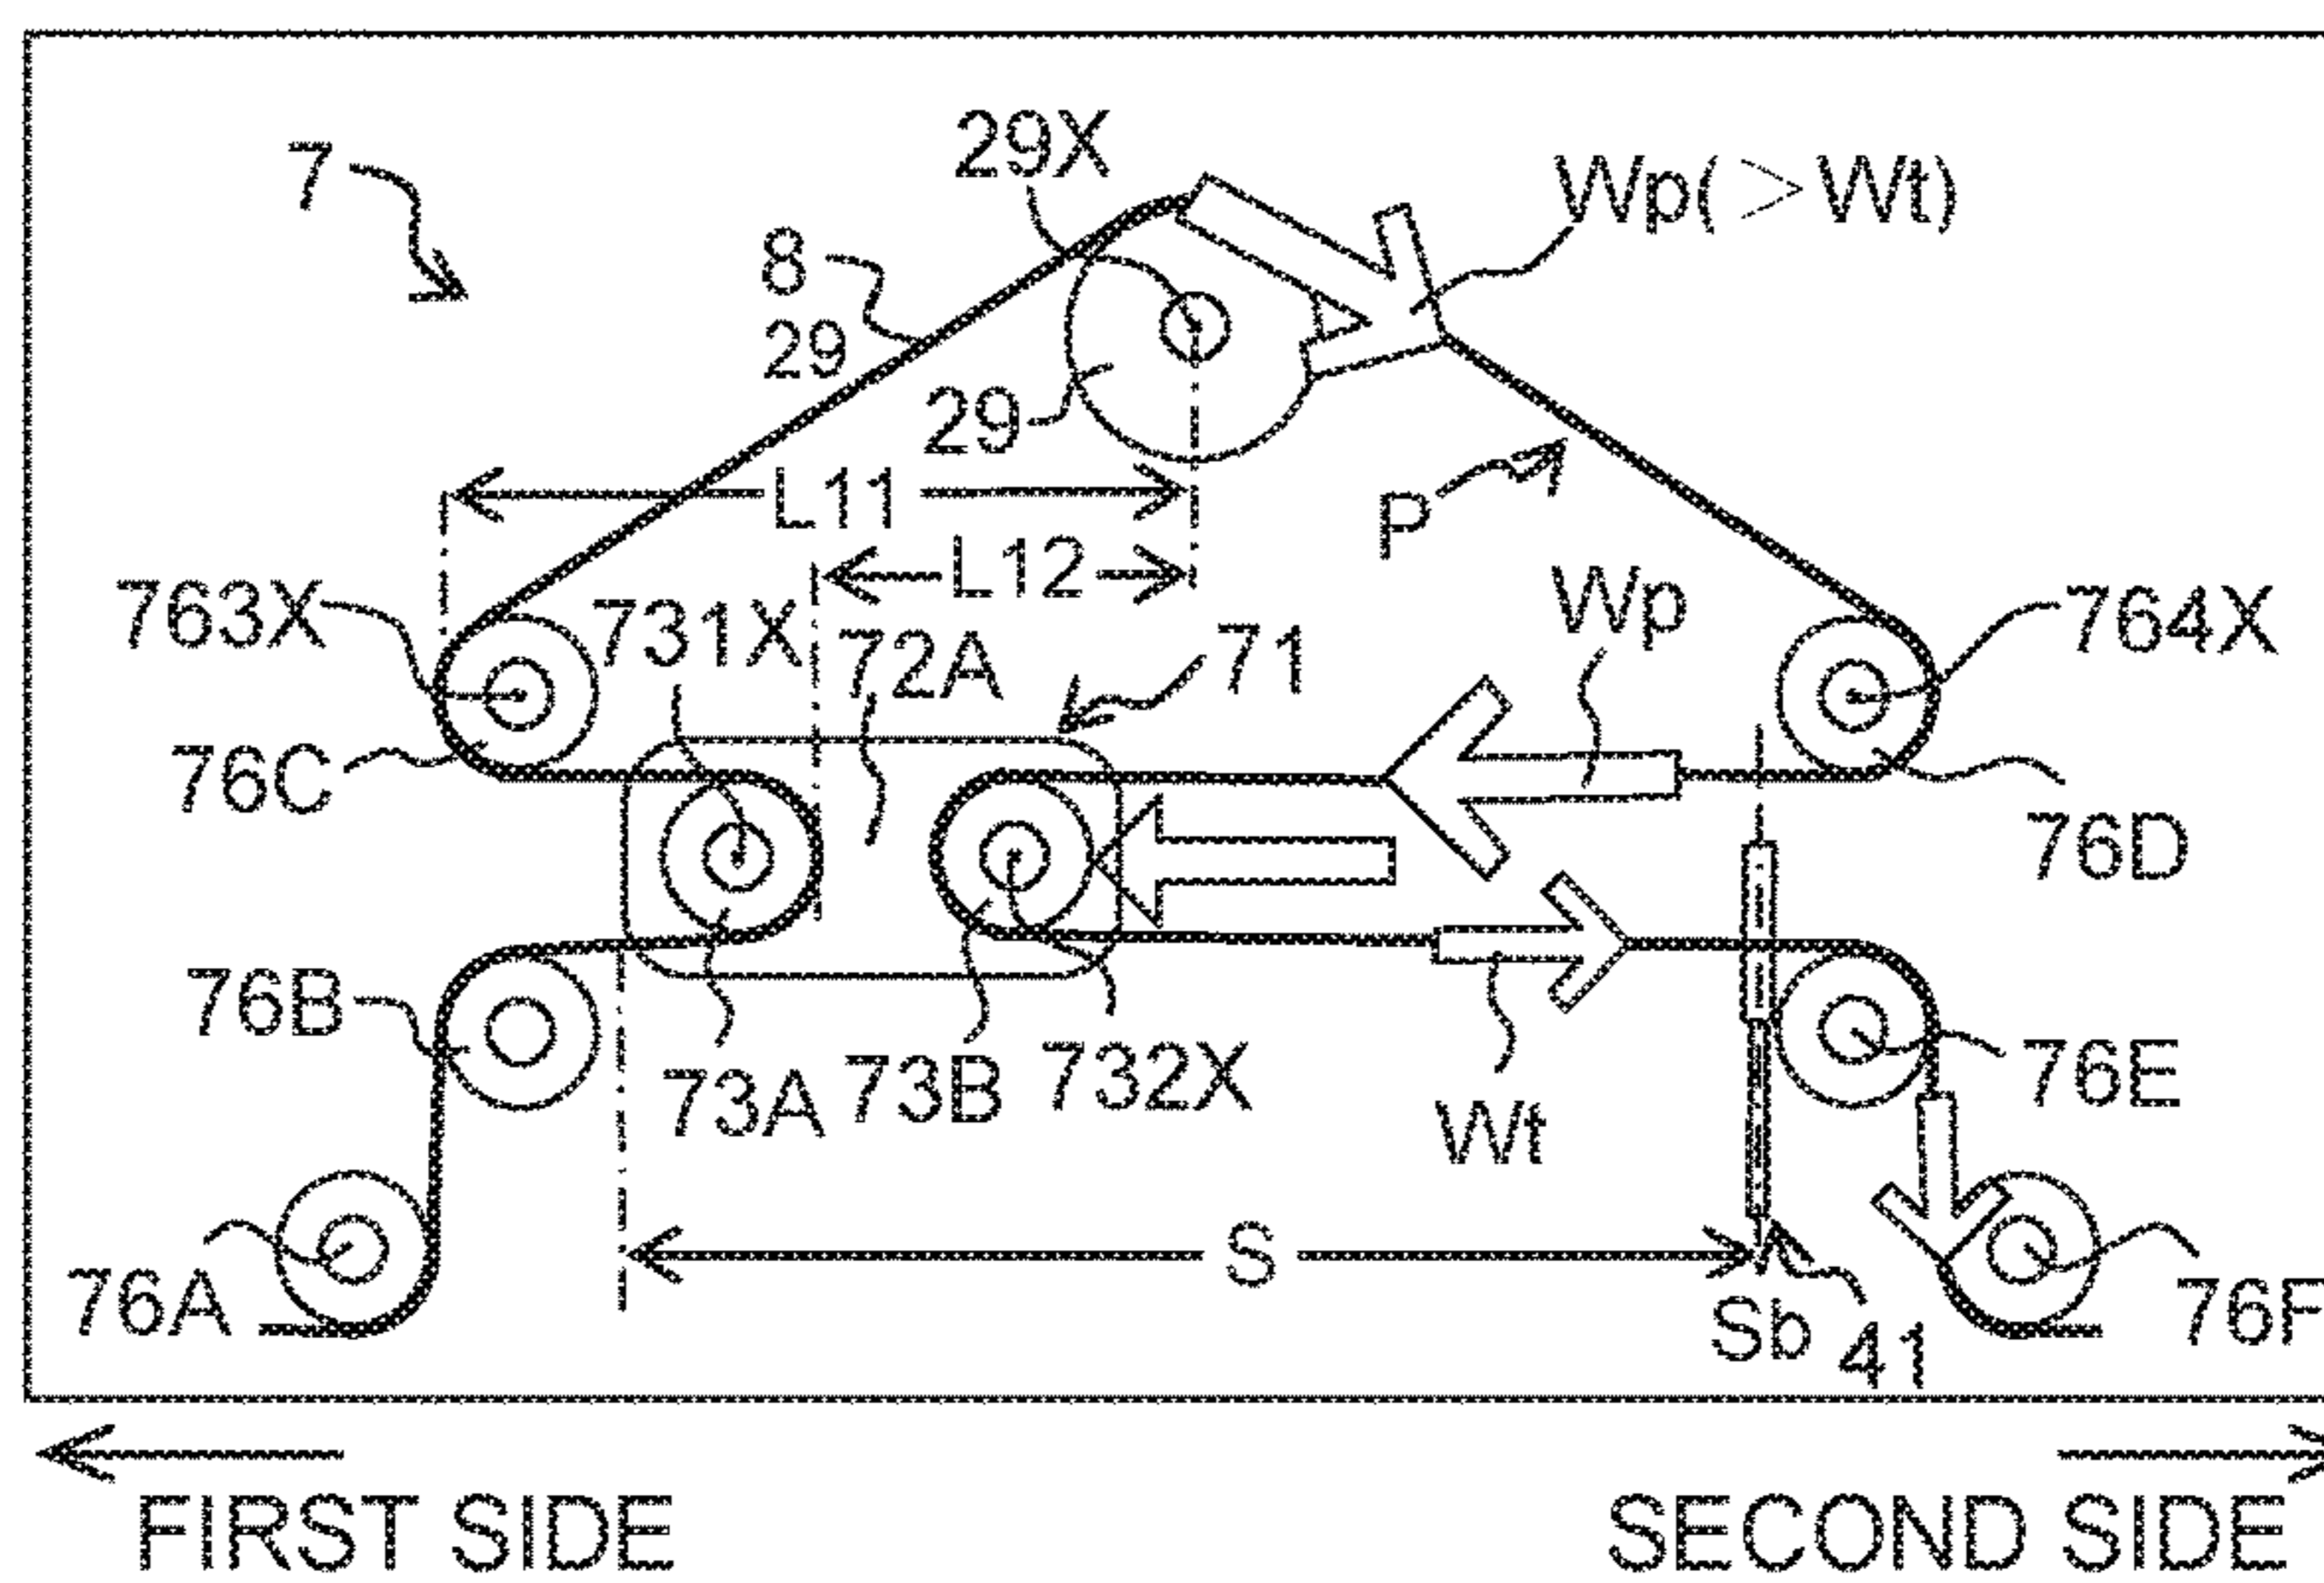 29X
7
Wp(>Wt)
8
29
29
L11
P
L12
Wp
763X
731X
72A
71
764X
76C
76D
76B
73A
73B
732X
76E
Wt
S
76A
Sb
41
76F
FIRST SIDE
SECOND SIDE